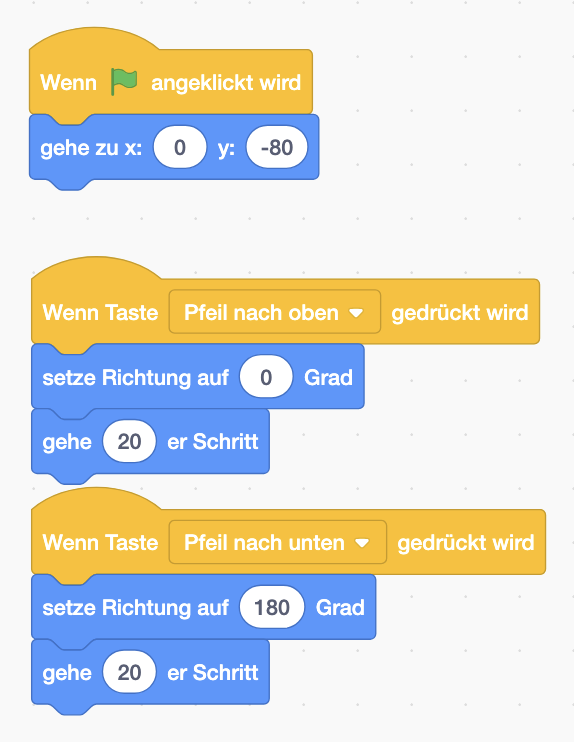 Wenn angeklickt wird
gehe zu x: 0 y: -80
Wenn Taste Pfeil nach oben gedrückt wird
setze Richtung auf 0 Grad
gehe 20 er Schritt
Wenn Taste Pfeil nach unten gedrückt wird
setze Richtung auf 180 Grad
gehe 20 er Schritt